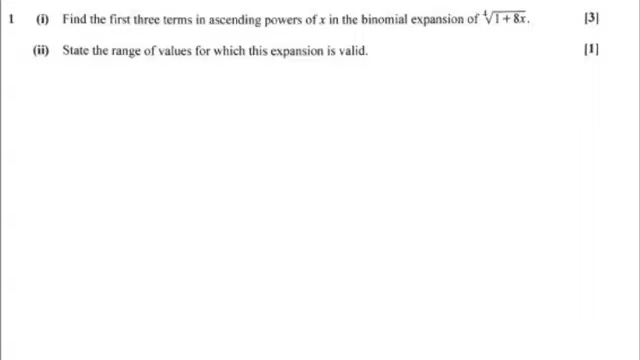 1 (i) Find the first three terms in ascending powers of x in the binomial expansion of ∜(1 + 8x). [3]
(ii) State the range of values for which this expansion is valid. [1]